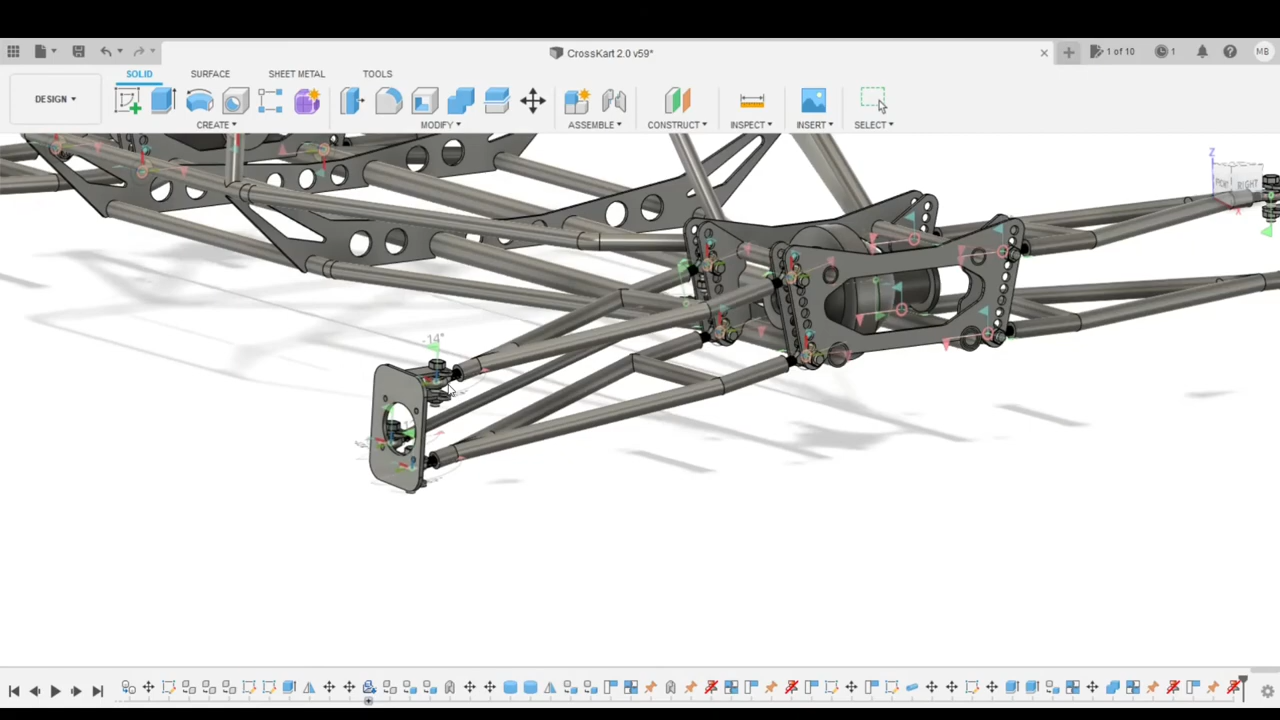 CrossKart 2.0 v59*
1 of 10
1
MB
DESIGN
SOLID
SURFACE
SHEET METAL
TOOLS
CREATE
MODIFY
ASSEMBLE
CONSTRUCT
INSPECT
INSERT
SELECT
Z
RIGHT
X